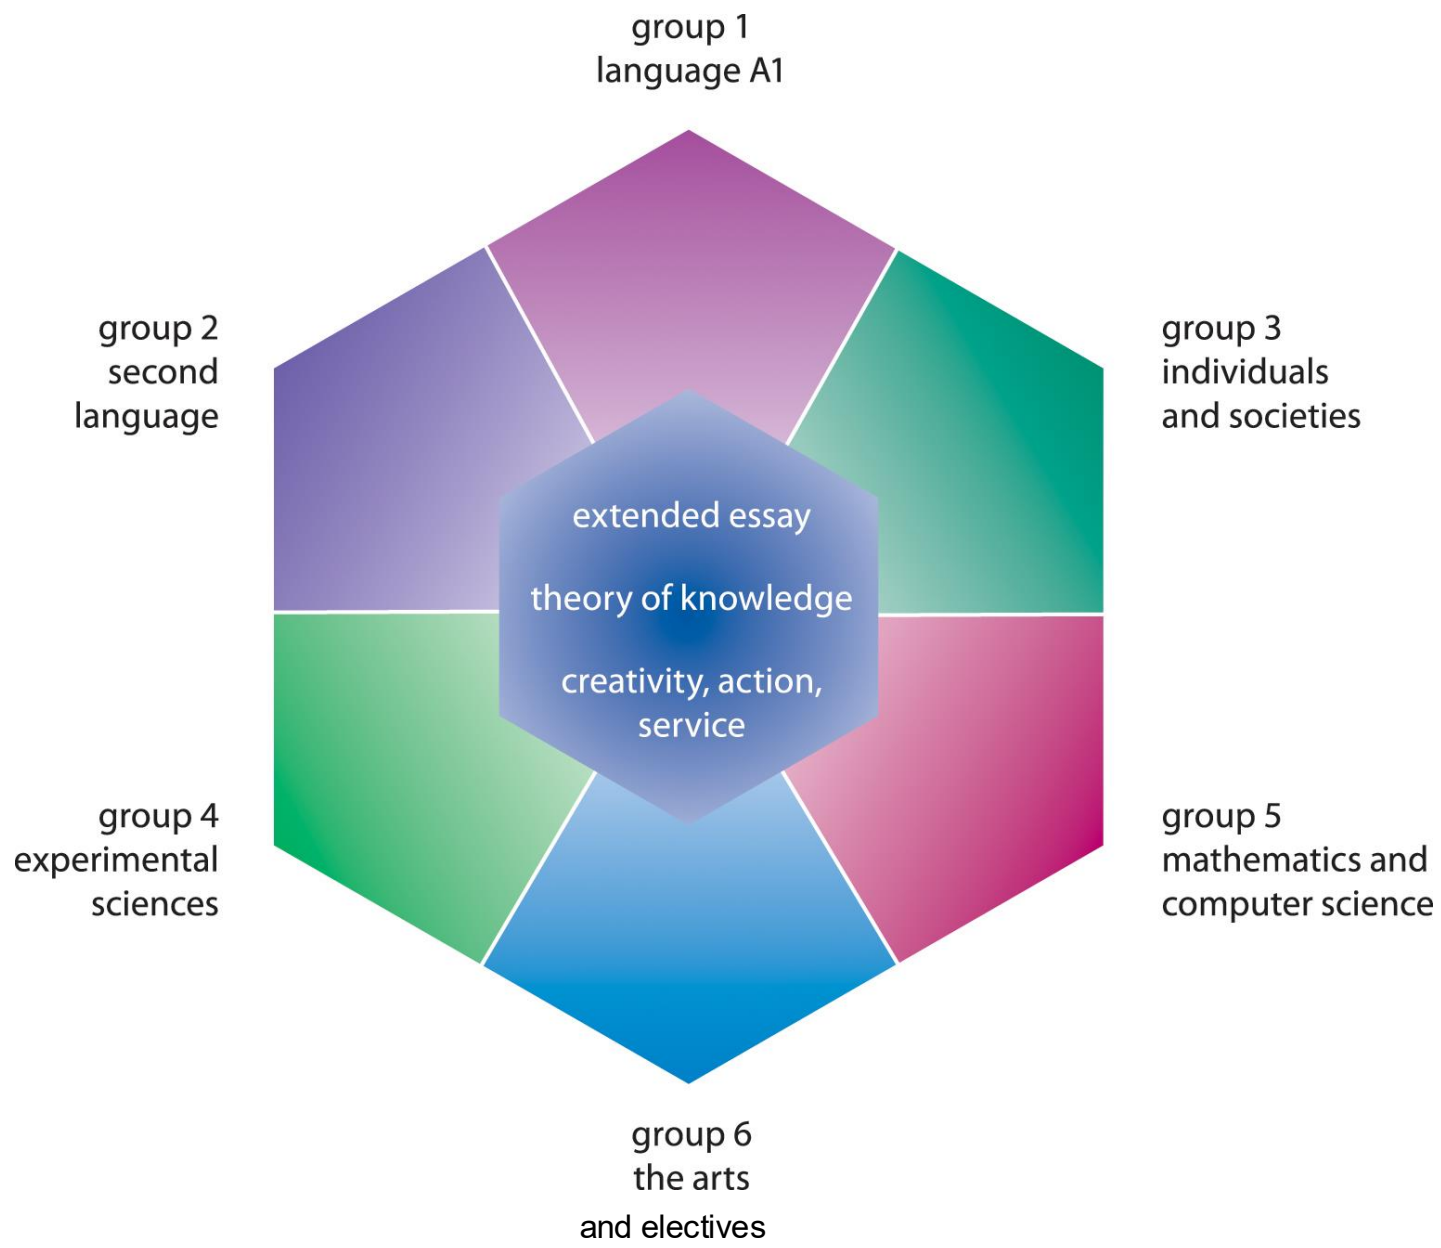 group 1
language A1
group 2
second
language
group 3
individuals
and societies
extended essay
theory of knowledge
creativity, action,
service
group 4
experimental
sciences
group 5
mathematics and
computer science
group 6
the arts
and electives